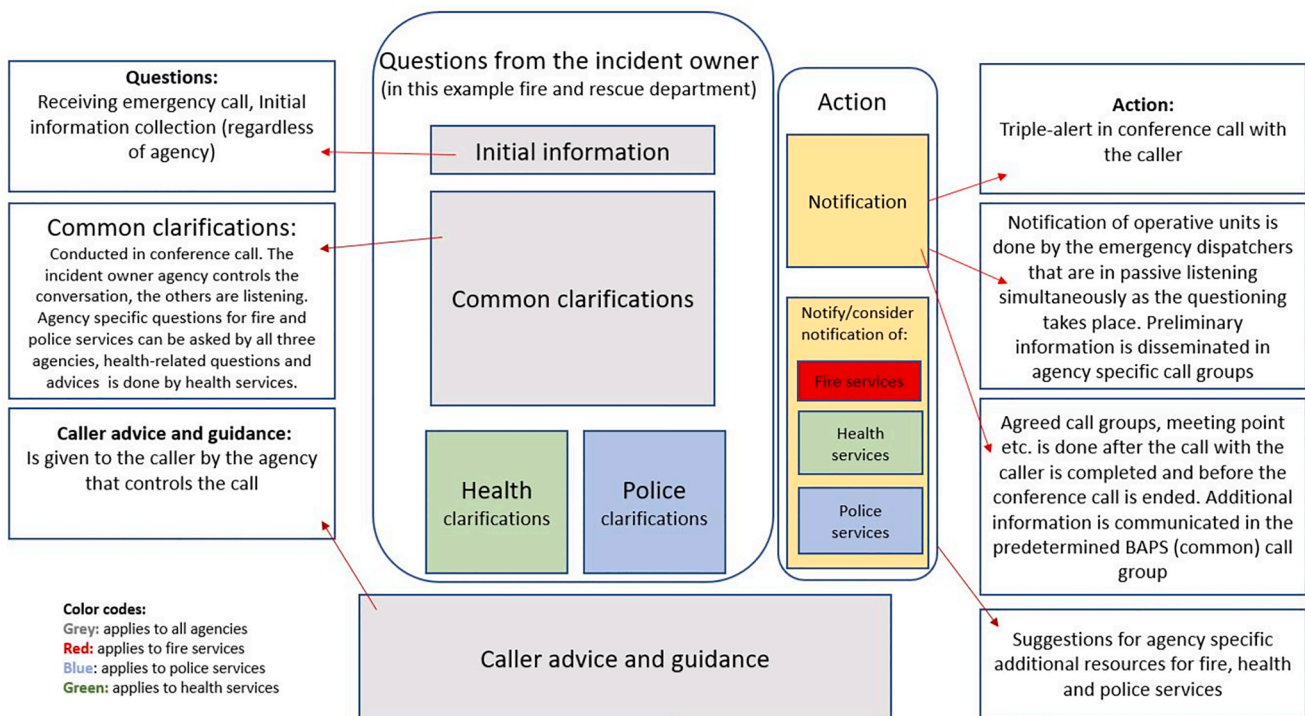 Questions:
Receiving emergency call, Initial
information collection (regardless
of agency)
Common clarifications:
Conducted in conference call. The
incident owner agency controls the
conversation, the others are listening.
Agency specific questions for fire and
police services can be asked by all three
agencies, health-related questions and
advices is done by health services.
Caller advice and guidance:
Is given to the caller by the agency
that controls the call
Color codes:
Grey: applies to all agencies
Red: applies to fire services
Blue: applies to police services
Green: applies to health services
Questions from the incident owner
(in this example fire and rescue department)
Initial information
Common clarifications
Health
clarifications
Police
clarifications
Caller advice and guidance
Action
Notification
Notify/consider
notification of:
Fire services
Health
services
Police
services
Action:
Triple-alert in conference call with
the caller
Notification of operative units is
done by the emergency dispatchers
that are in passive listening
simultaneously as the questioning
takes place. Preliminary
information is disseminated in
agency specific call groups
Agreed call groups, meeting point
etc. is done after the call with the
caller is completed and before the
conference call is ended. Additional
information is communicated in the
predetermined BAPS (common) call
group
Suggestions for agency specific
additional resources for fire, health
and police services